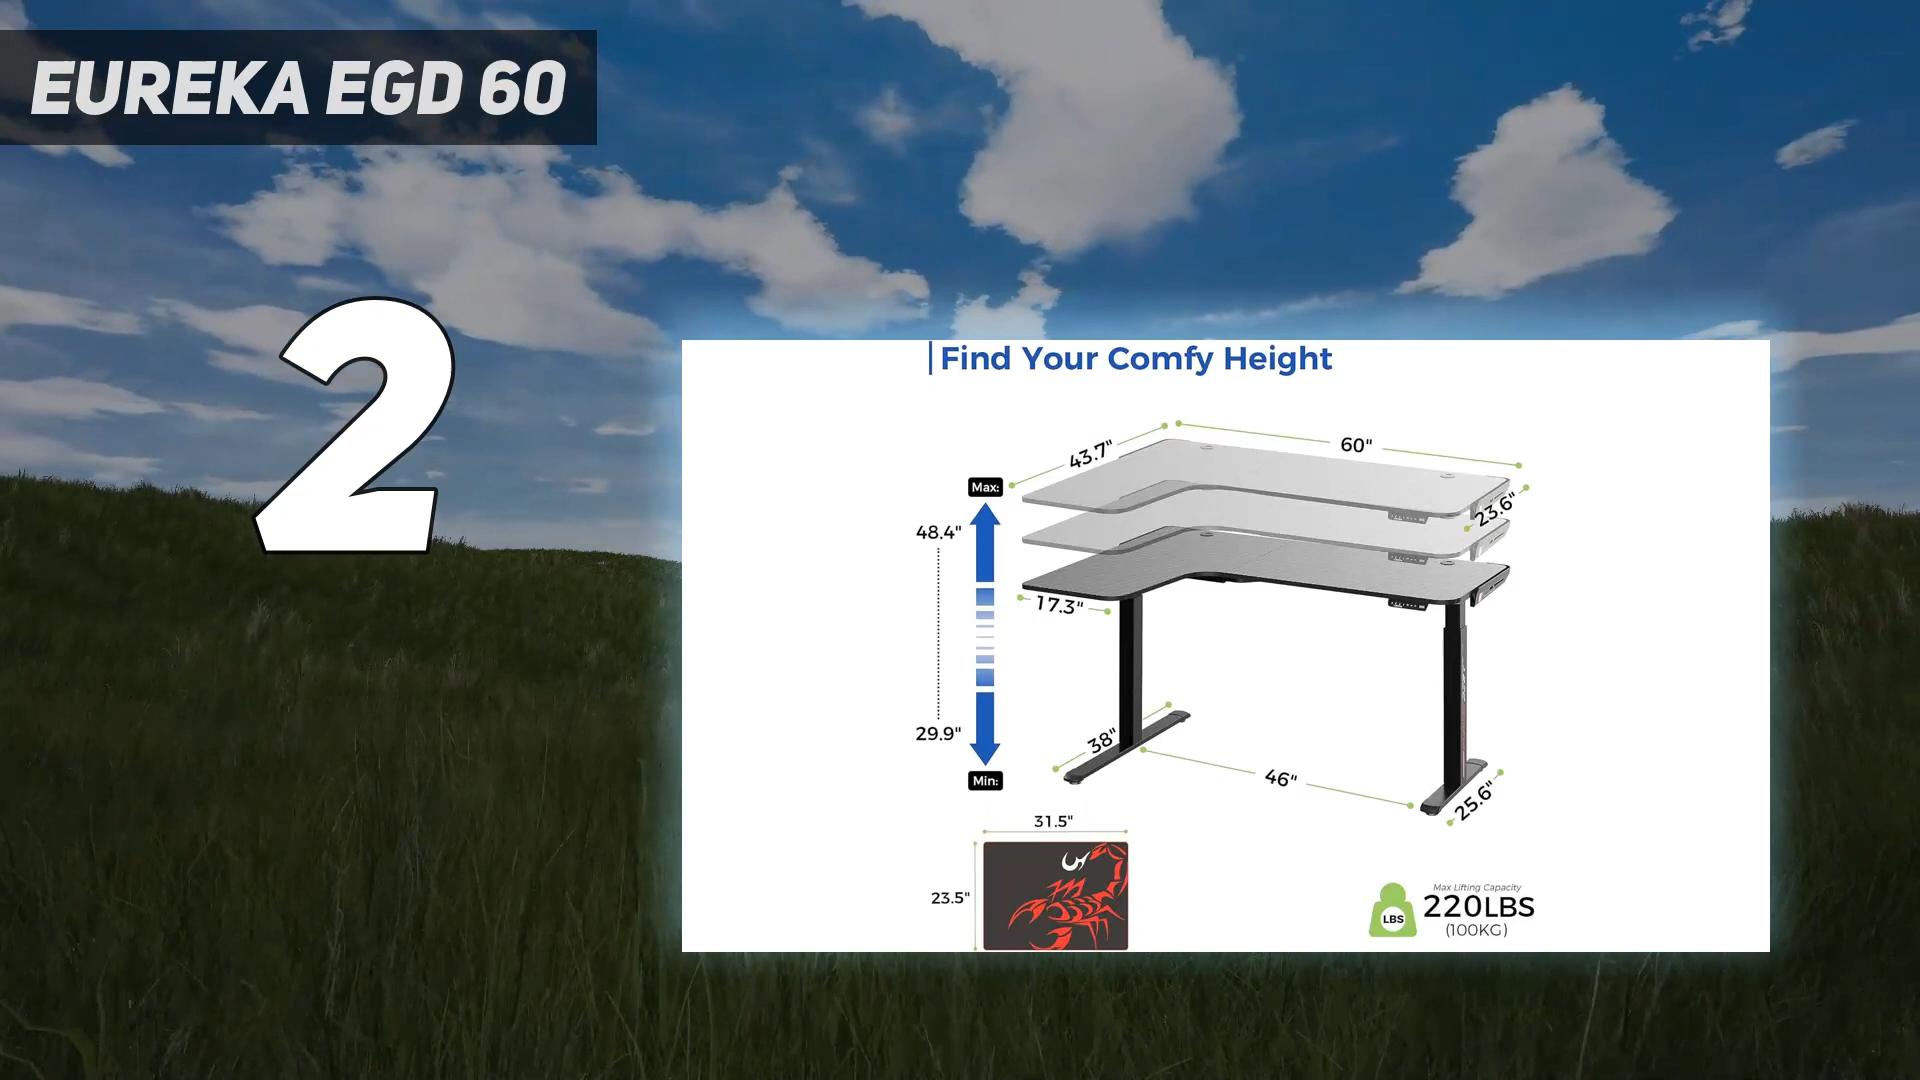 EUREKA EGD 60
2
Find Your Comfy Height
43.7"
60"
Max:
23.6"
48.4"
17.3"
29.9"
38"
46"
Min:
25.6"
31.5"
23.5"
Max Lifting Capacity
LBS
220LBS
(100KG)